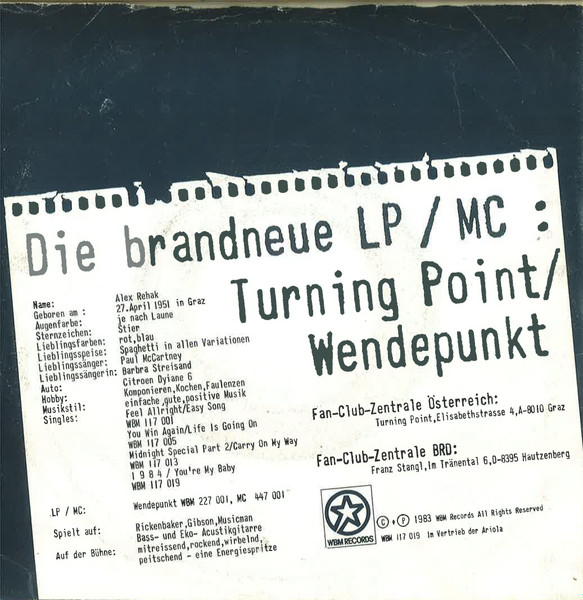 Die brandneue LP / MC :
Turning Point/
Wendepunkt
Name: Alex Rehak
Geboren am : 27.April 1951 in Graz
Augenfarbe: je nach Laune
Sternzeichen: Stier
Lieblingsfarben: rot,blau
Lieblingsspeise: Spaghetti in allen Variationen
Lieblingssänger: Paul McCartney
Lieblingssängerin: Barbra Streisand
Auto: Citroen Dyiane 6
Hobby: Komponieren,Kochen,Faulenzen
Musikstil: einfache,gute,positive Musik
Singles: Feel Allright/Easy Song
WBM 117 001
You Win Again/Life Is Going On
WBM 117 005
Midnight Special Part 2/Carry On My Way
WBM 117 013
1 9 8 4 / You're My Baby
WBM 117 019
LP / MC: Wendepunkt WBM 227 001, MC 447 001
Spielt auf: Rickenbaker,Gibson,Musicman
Bass- und Eko- Acustikgitarre
Auf der Bühne: mitreissend,rockend,wirbelnd,
peitschend - eine Energiespritze
Fan-Club-Zentrale Österreich:
Turning Point,Elisabethstrasse 4,A-8010 Graz
Fan-Club-Zentrale BRD:
Franz Stangl,Im Tränental 6,D-8395 Hautzenberg
WBM RECORDS
© + ℗ 1983 WBM Records All Rights Reserved
WBM 117 019 Im Vertrieb der Ariola